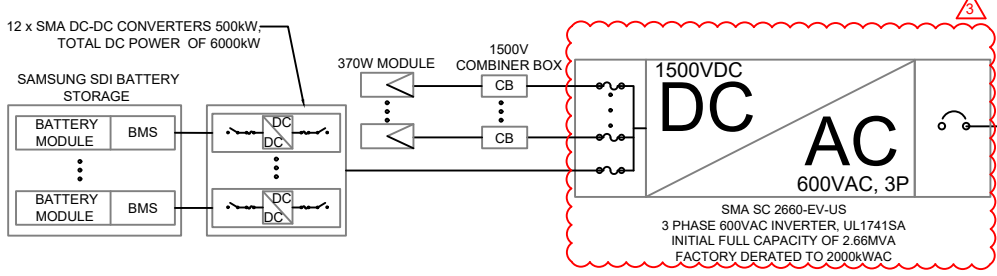 3
12 x SMA DC-DC CONVERTERS 500kW,
TOTAL DC POWER OF 6000kW
SAMSUNG SDI BATTERY
STORAGE
BATTERY
MODULE
BMS
BATTERY
MODULE
BMS
DC
DC
DC
DC
370W MODULE
1500V
COMBINER BOX
CB
CB
1500VDC
DC
AC
600VAC, 3P
SMA SC 2660-EV-US
3 PHASE 600VAC INVERTER, UL1741SA
INITIAL FULL CAPACITY OF 2.66MVA
FACTORY DERATED TO 2000kWAC